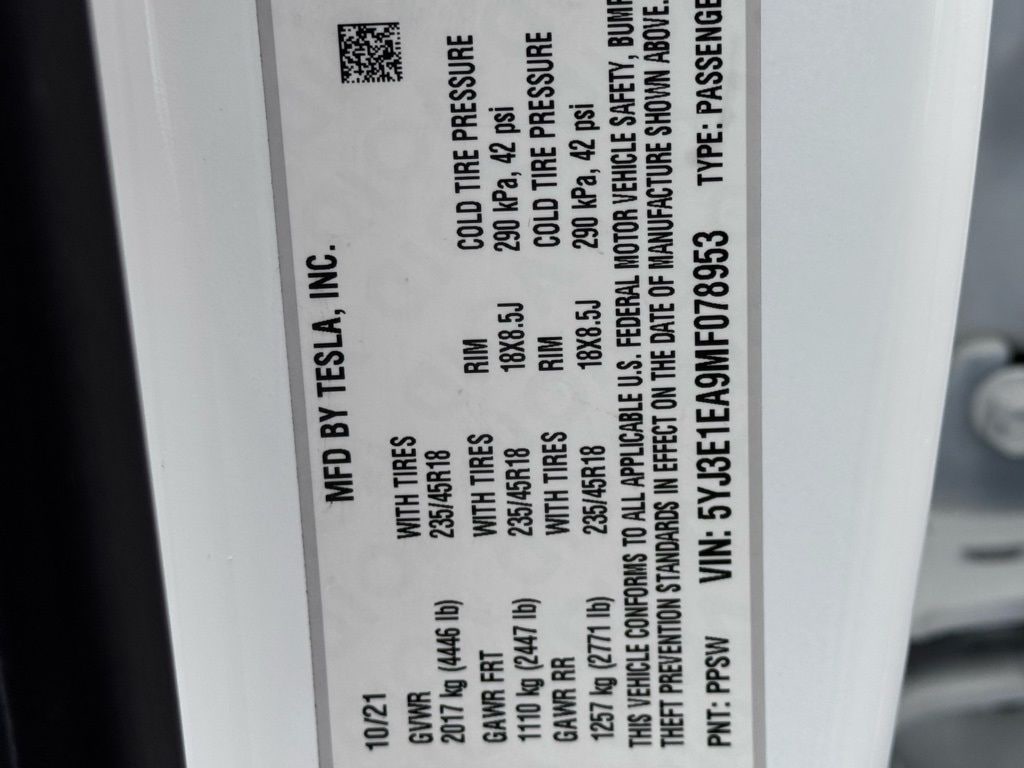 MFD BY TESLA, INC.
10/21
GVWR WITH TIRES
2017 kg (4446 lb) 235/45R18
GAWR FRT WITH TIRES RIM COLD TIRE PRESSURE
1110 kg (2447 lb) 235/45R18 18X8.5J 290 kPa, 42 psi
GAWR RR WITH TIRES RIM COLD TIRE PRESSURE
1257 kg (2771 lb) 235/45R18 18X8.5J 290 kPa, 42 psi
THIS VEHICLE CONFORMS TO ALL APPLICABLE U.S. FEDERAL MOTOR VEHICLE SAFETY,
THEFT PREVENTION STANDARDS IN EFFECT ON THE DATE OF MANUFACTURE SHOWN ABOVE.
PNT: PPSW VIN: 5YJ3E1EA9MF078953 TYPE: